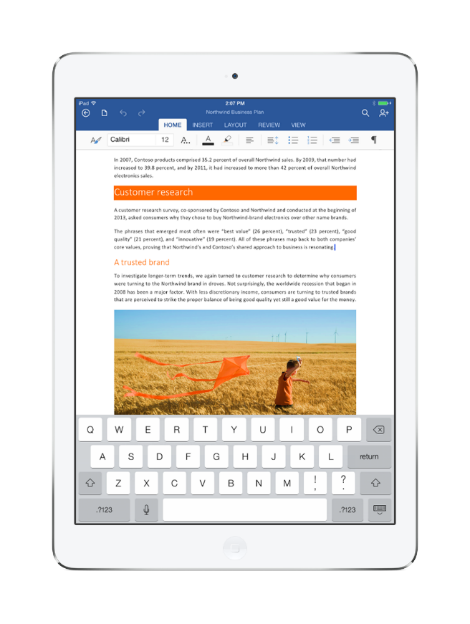 iPad 2:07 PM
Northwind Business Plan
HOME INSERT LAYOUT REVIEW VIEW
Calibri 12 A A
In 2007, Contoso products comprised 35.2 percent of overall Northwind sales. By 2009, that number had
increased to 39.8 percent, and by 2011, it had increased to more than 42 percent of overall Northwind
electronics sales.
Customer research
A customer research survey, co-sponsored by Contoso and Northwind and conducted at the beginning of
2013, asked consumers why they chose to buy Northwind-brand electronics over other name brands.
The phrases that emerged most often were "best value" (26 percent), "trusted" (23 percent), "good
quality" (21 percent), and "innovative" (19 percent). All of these phrases map back to both companies'
core values, proving that Northwind's and Contoso's shared approach to business is resonating.
A trusted brand
To investigate longer-term trends, we again turned to customer research to determine why consumers
were turning to the Northwind brand in droves. Not surprisingly, the worldwide recession that began in
2008 has been a major factor. With less discretionary income, consumers are turning to trusted brands
that are perceived to strike the proper balance of being good quality yet still a good value for the money.
Q W E R T Y U I O P
A S D F G H J K L return
Z X C V B N M ! , ? .
.?123 .?123